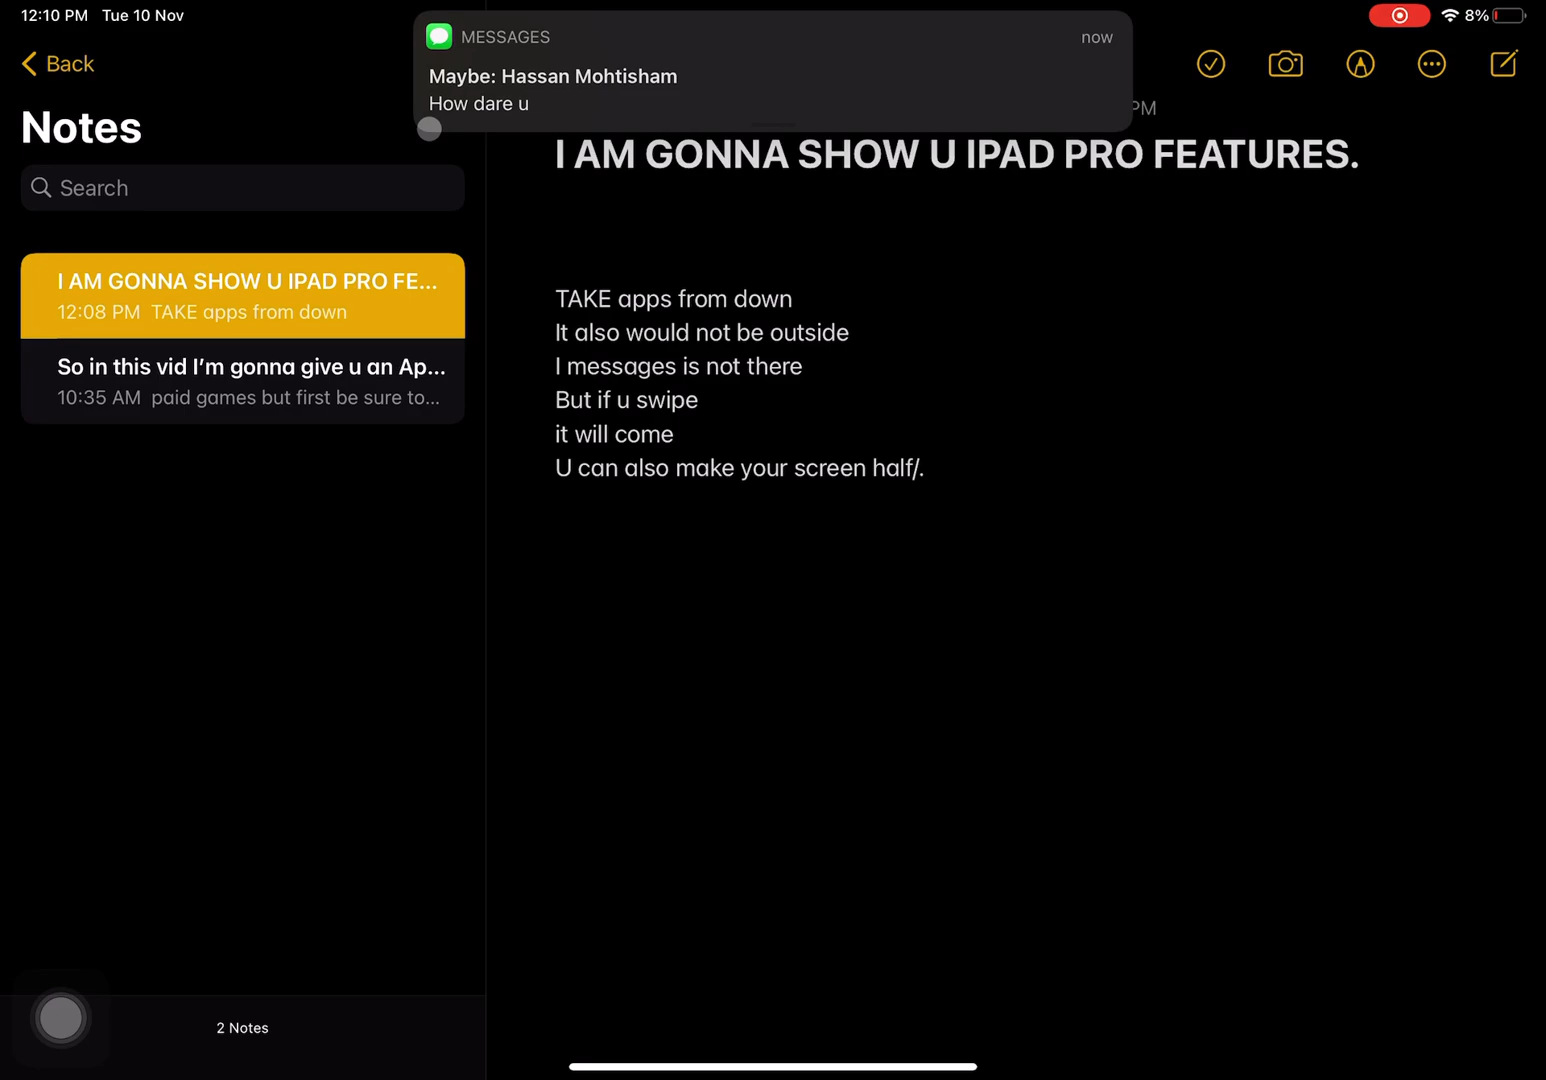 12:10 PM Tue 10 Nov
8%
MESSAGES
now
Maybe: Hassan Mohtisham
How dare u
Back
PM
Notes
Search
I AM GONNA SHOW U IPAD PRO FE...
12:08 PM TAKE apps from down
So in this vid I’m gonna give u an Ap...
10:35 AM paid games but first be sure to...
2 Notes
I AM GONNA SHOW U IPAD PRO FEATURES.
TAKE apps from down
It also would not be outside
I messages is not there
But if u swipe
it will come
U can also make your screen half/.